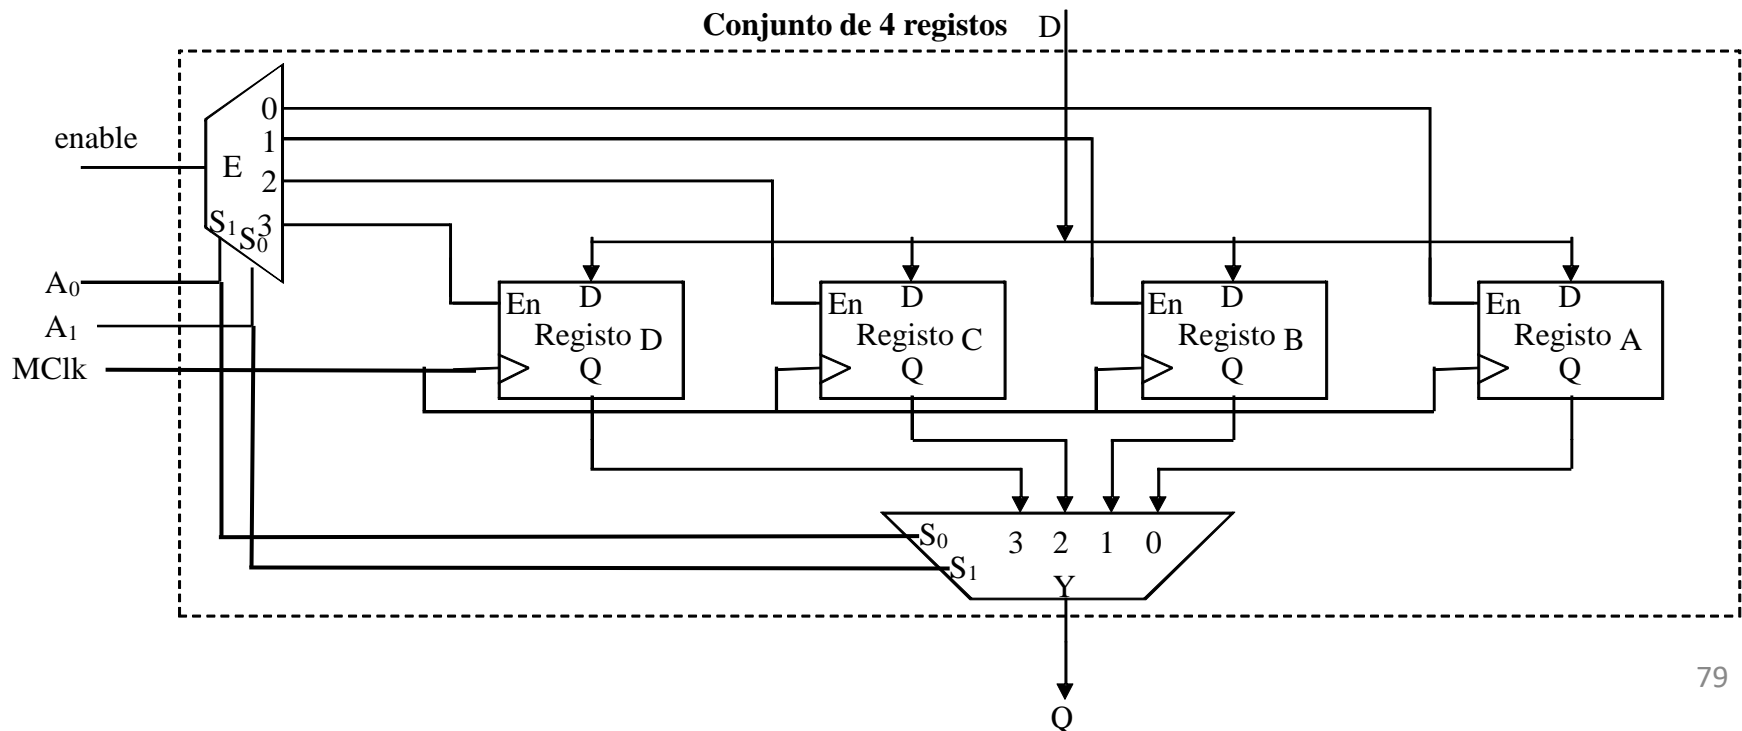 Conjunto de 4 registos D
enable
E
0
1
2
3
S1
S0
A0
A1
MClk
En D
Registo D
Q
En D
Registo C
Q
En D
Registo B
Q
En D
Registo A
Q
S0 3 2 1 0
S1
Y
Q
79